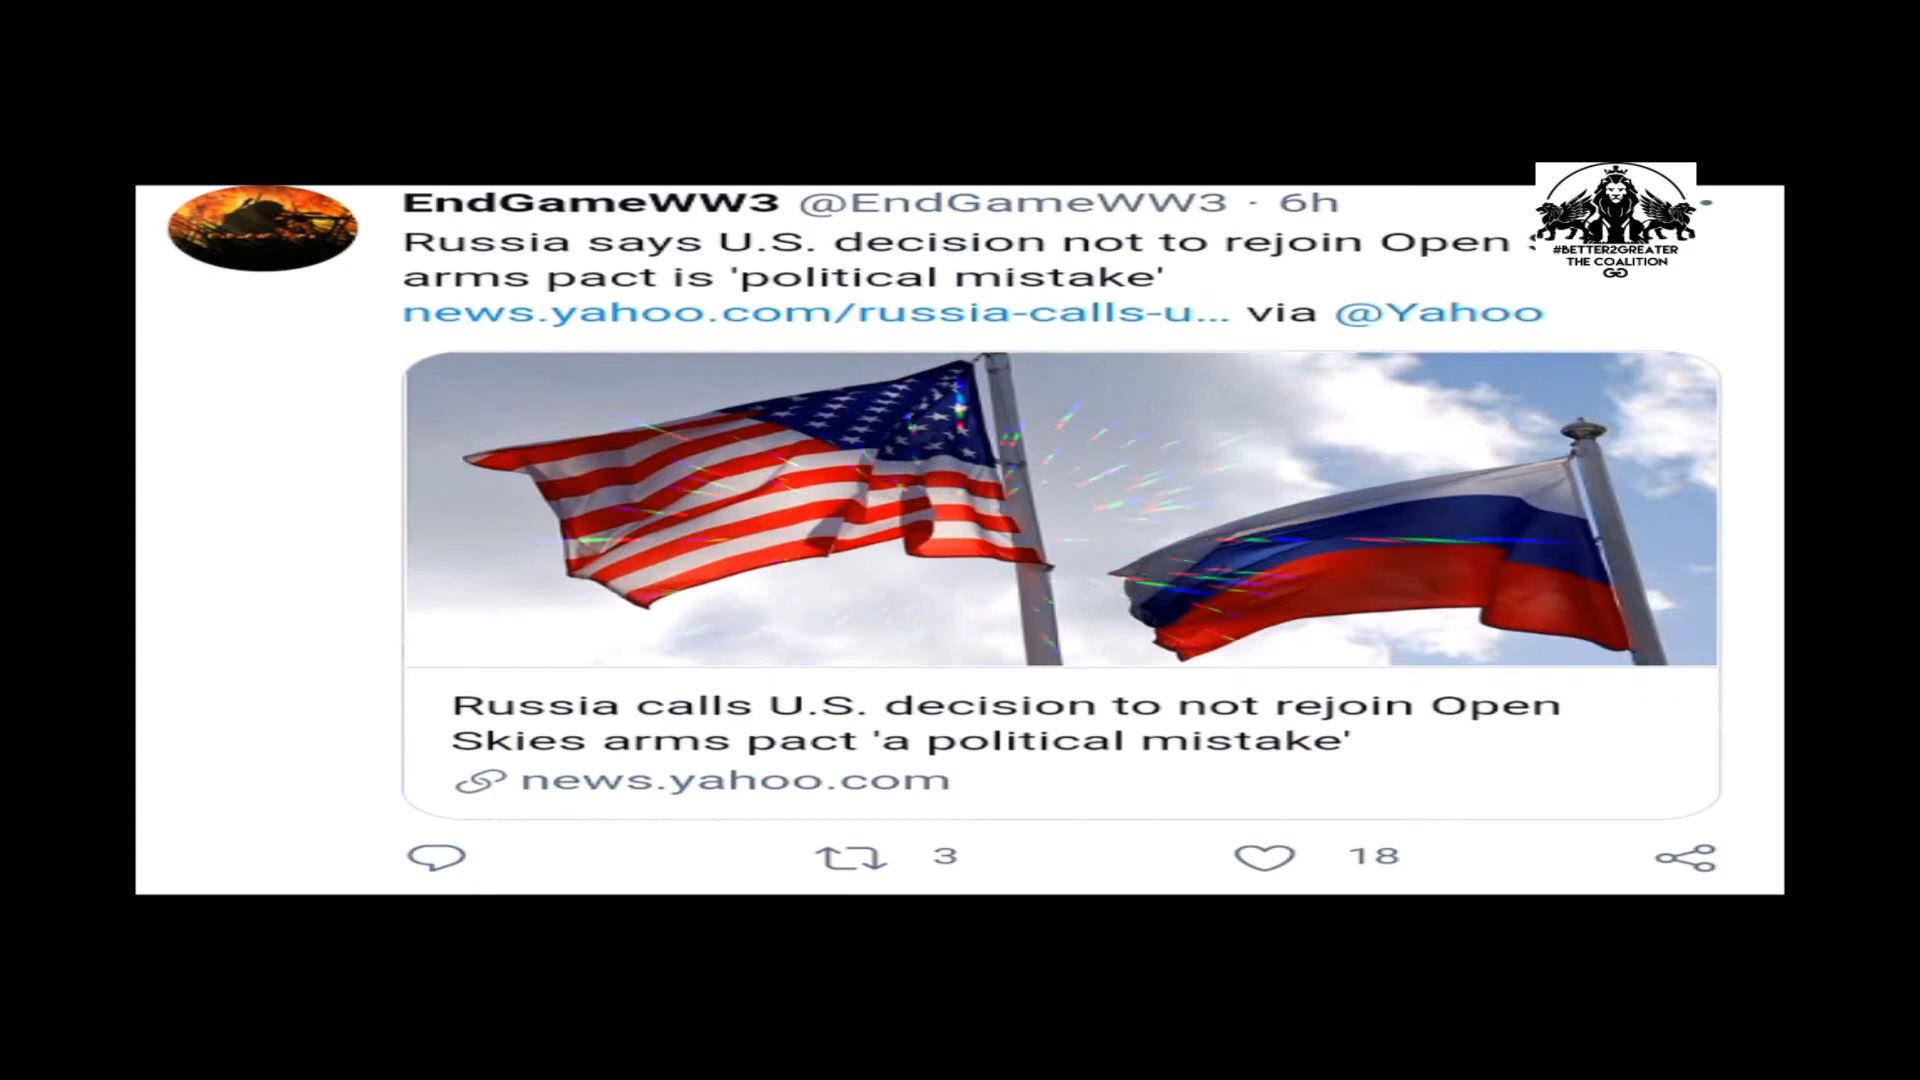 EndGameWW3 @EndGameWW3 · 6h
Russia says U.S. decision not to rejoin Open
arms pact is 'political mistake'
news.yahoo.com/russia-calls-u... via @Yahoo
#BETTER2GREATER
THE COALITION
Russia calls U.S. decision to not rejoin Open
Skies arms pact 'a political mistake'
news.yahoo.com
3
18